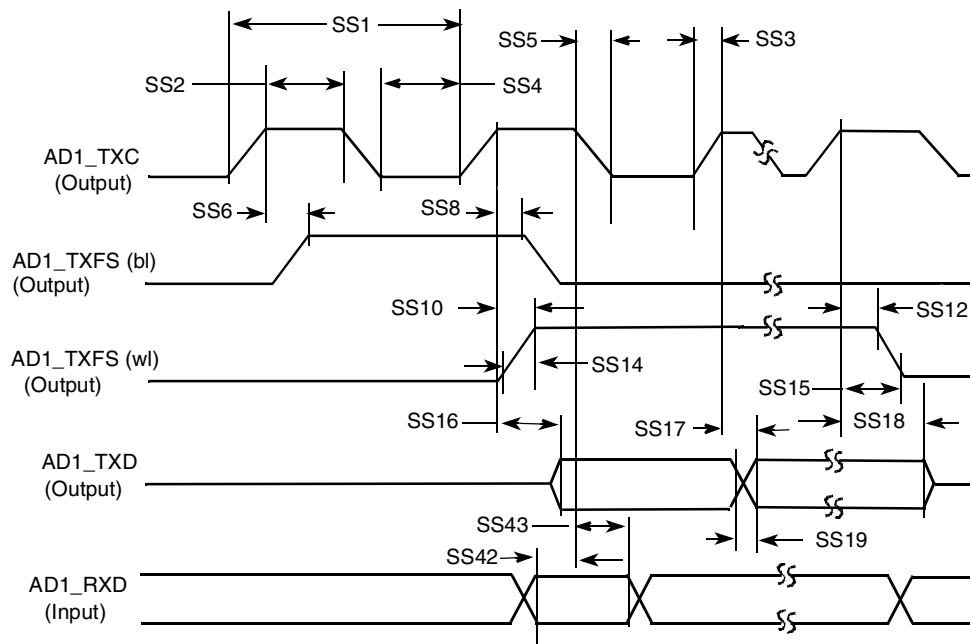 SS1
SS5
SS3
SS2
SS4
AD1_TXC
(Output)
SS6
SS8
AD1_TXFS (bl)
(Output)
SS10
SS12
AD1_TXFS (wl)
(Output)
SS14
SS15
SS16
SS17
SS18
AD1_TXD
(Output)
SS43
SS19
SS42
AD1_RXD
(Input)